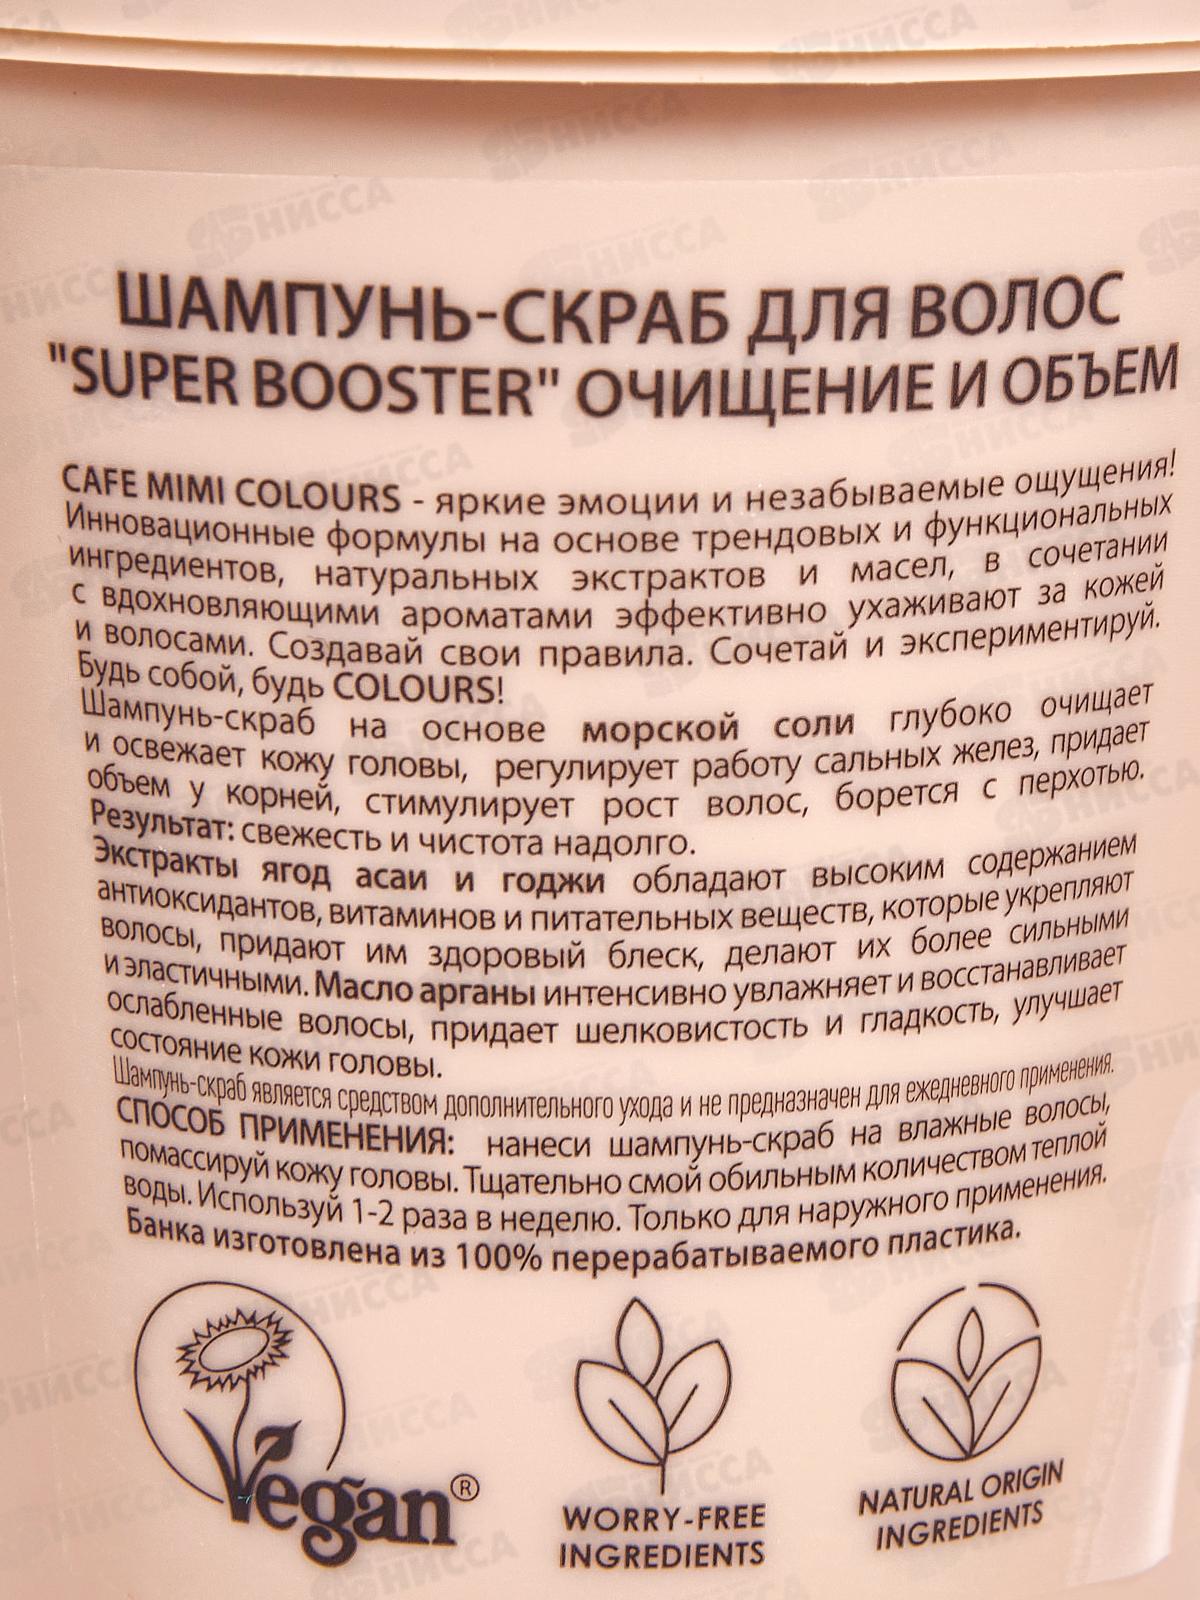 ШАМПУНЬ-СКРАБ ДЛЯ ВОЛОС
"SUPER BOOSTER" ОЧИЩЕНИЕ И ОБЪЕМ
CAFE MIMI COLOURS - яркие эмоции и незабываемые ощущения!
Инновационные формулы на основе трендовых и функциональных
ингредиентов, натуральных экстрактов и масел, в сочетании
с вдохновляющими ароматами эффективно ухаживают за кожей
и волосами. Создавай свои правила. Сочетай и экспериментируй.
Будь собой, будь COLOURS!
Шампунь-скраб на основе морской соли глубоко очищает
и освежает кожу головы, регулирует работу сальных желез, придает
объем у корней, стимулирует рост волос, борется с перхотью.
Результат: свежесть и чистота надолго.
Экстракты ягод асаи и годжи обладают высоким содержанием
антиоксидантов, витаминов и питательных веществ, которые укрепляют
волосы, придают им здоровый блеск, делают их более сильными
и эластичными. Масло арганы интенсивно увлажняет и восстанавливает
ослабленные волосы, придает шелковистость и гладкость, улучшает
состояние кожи головы.
Шампунь-скраб является средством дополнительного ухода и не предназначен для ежедневного применения.
СПОСОБ ПРИМЕНЕНИЯ: нанеси шампунь-скраб на влажные волосы,
помассируй кожу головы. Тщательно смой обильным количеством теплой
воды. Используй 1-2 раза в неделю. Только для наружного применения.
Банка изготовлена из 100% перерабатываемого пластика.
Vegan®
WORRY-FREE
INGREDIENTS
NATURAL ORIGIN
INGREDIENTS